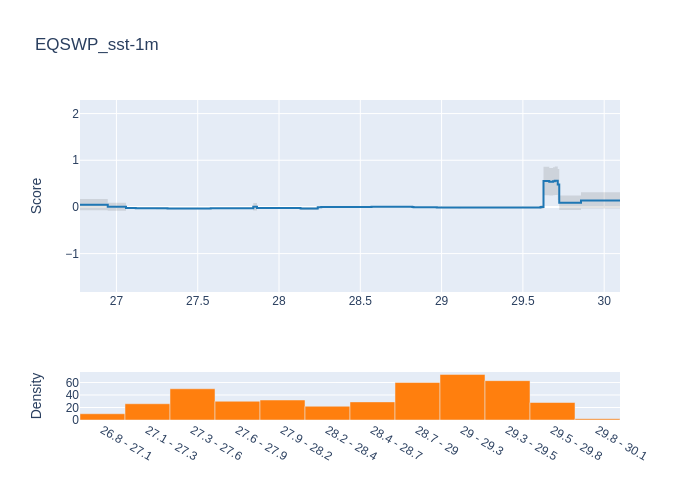 EQSWP_sst-1m
Score
2
1
0
−1
27
27.5
28
28.5
29
29.5
30
Density
60
40
20
0
26.8 - 27.1
27.1 - 27.3
27.3 - 27.6
27.6 - 27.9
27.9 - 28.2
28.2 - 28.4
28.4 - 28.7
28.7 - 29
29 - 29.3
29.3 - 29.5
29.5 - 29.8
29.8 - 30.1